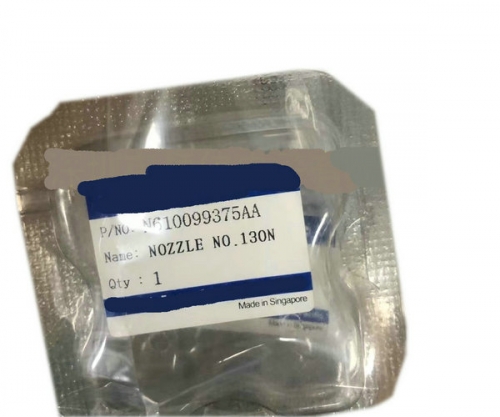 P/NO: N610099375AA
Name: NOZZLE NO.130N
Qty : 1
Made in Singapore